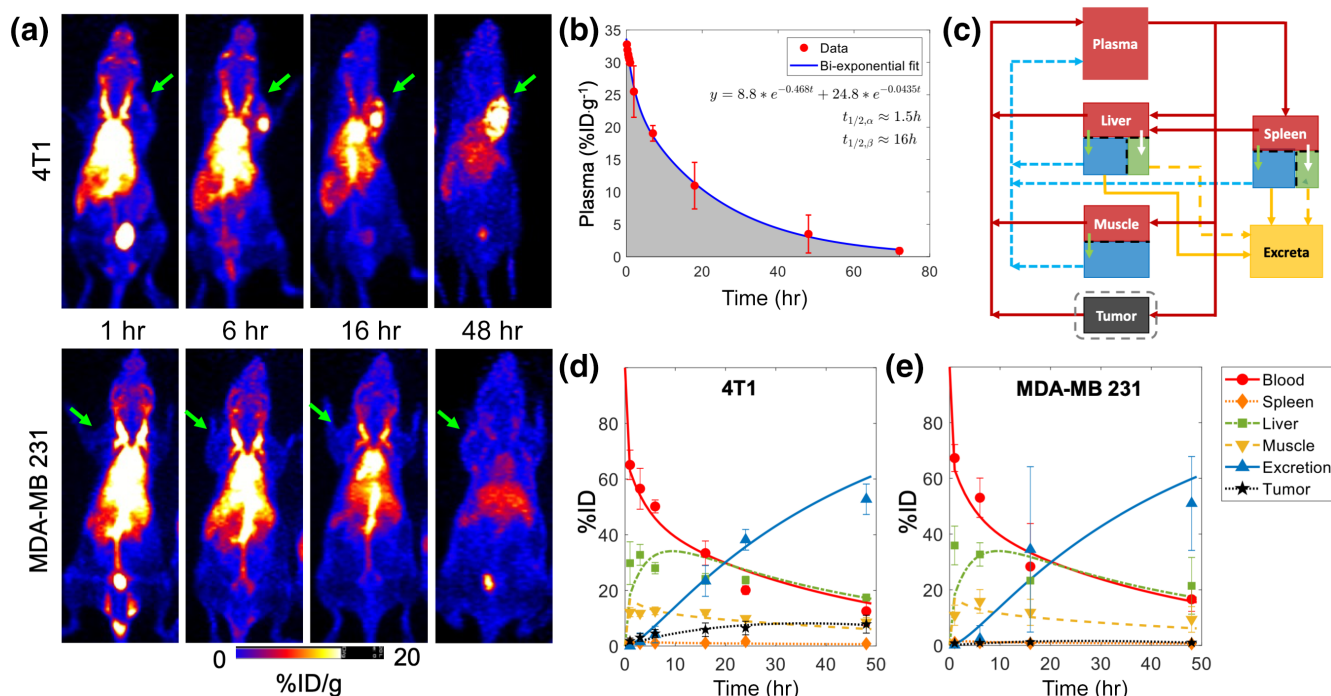 (a)
4T1
1 hr
6 hr
16 hr
48 hr
MDA-MB 231
0
20
%ID/g
(b)
Plasma (%ID.g⁻¹)
35
30
25
20
15
10
5
0
0
20
40
60
80
Time (hr)
Data
Bi-exponential fit
y = 8.8 * e^{-0.468t} + 24.8 * e^{-0.0435t}
t_{1/2,α} ≈ 1.5h
t_{1/2,β} ≈ 16h
(c)
Plasma
Liver
Spleen
Muscle
Excreta
Tumor
(d)
4T1
%ID
80
60
40
20
0
0
10
20
30
40
50
Time (hr)
(e)
MDA-MB 231
%ID
80
60
40
20
0
0
10
20
30
40
50
Time (hr)
Blood
Spleen
Liver
Muscle
Excretion
Tumor